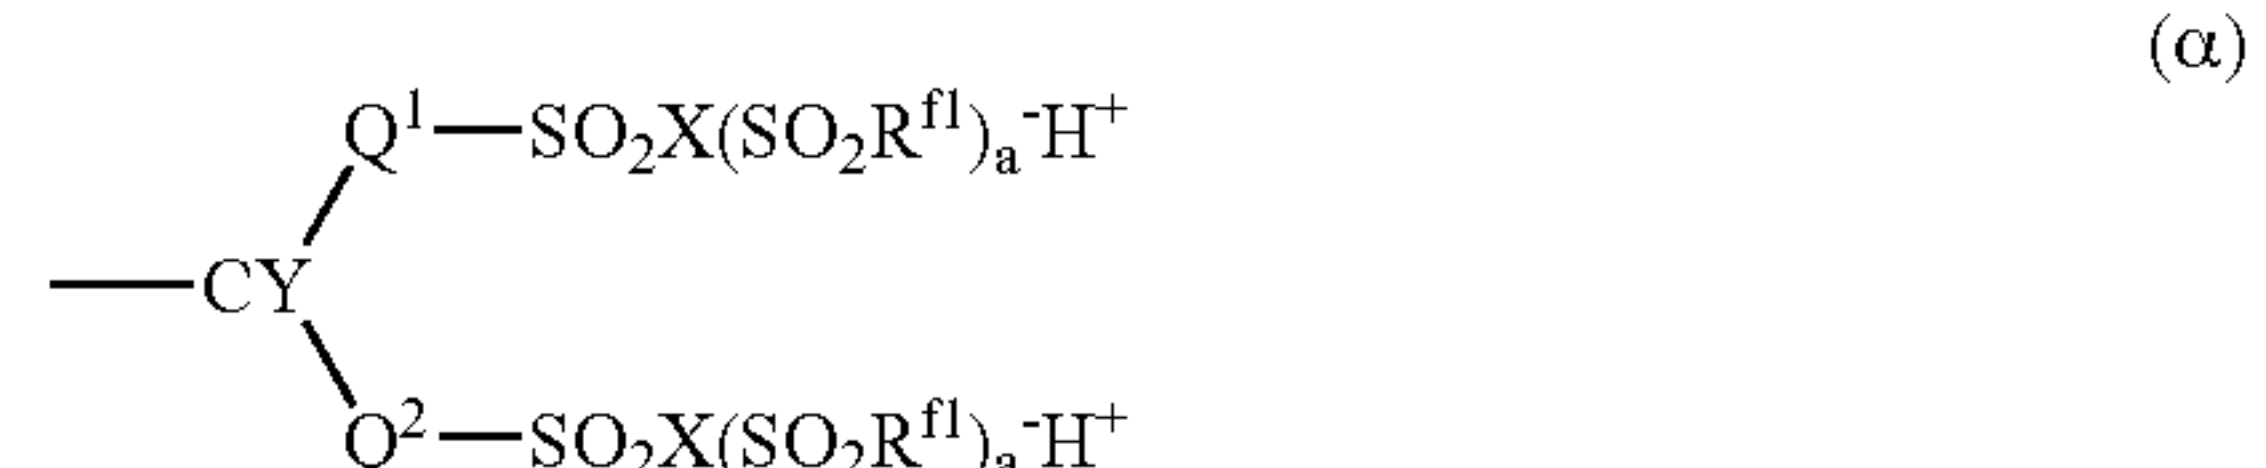 (α)
Q¹—SO₂X(SO₂Rᶠ¹)ₐ⁻H⁺
—CY
Q²—SO₂X(SO₂Rᶠ¹)ₐ⁻H⁺